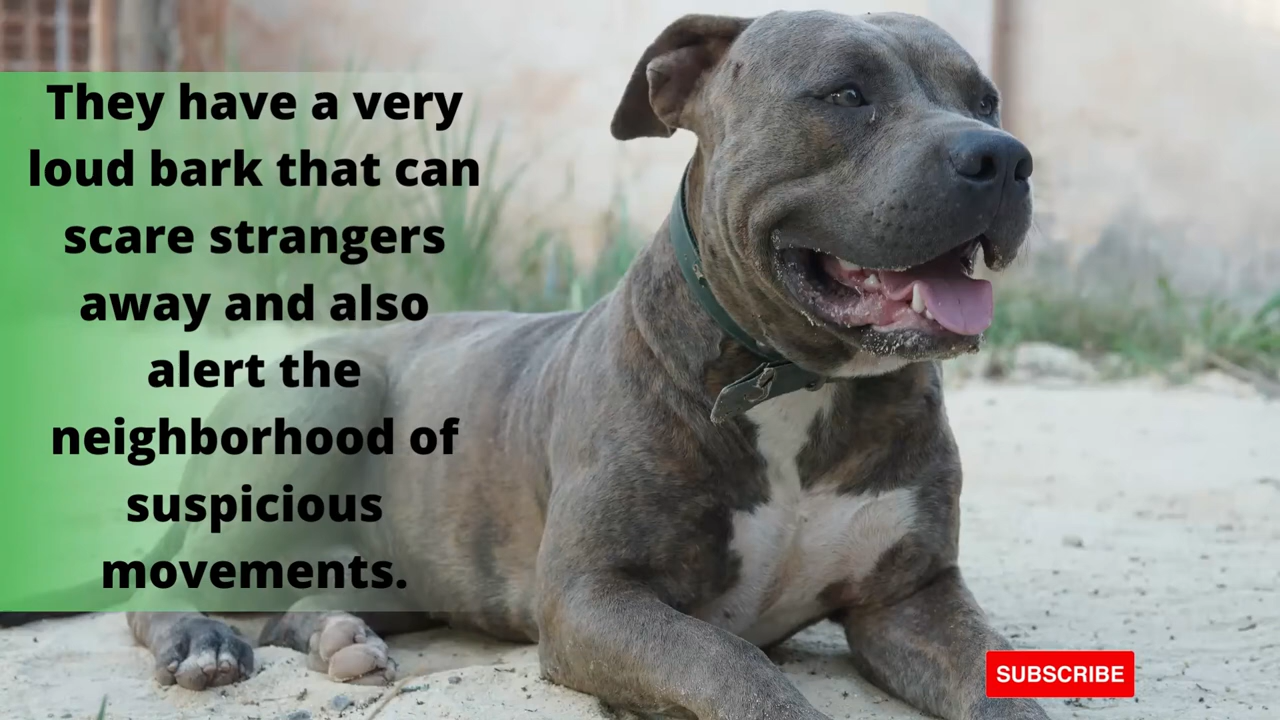 They have a very
loud bark that can
scare strangers
away and also
alert the
neighborhood of
suspicious
movements.
SUBSCRIBE